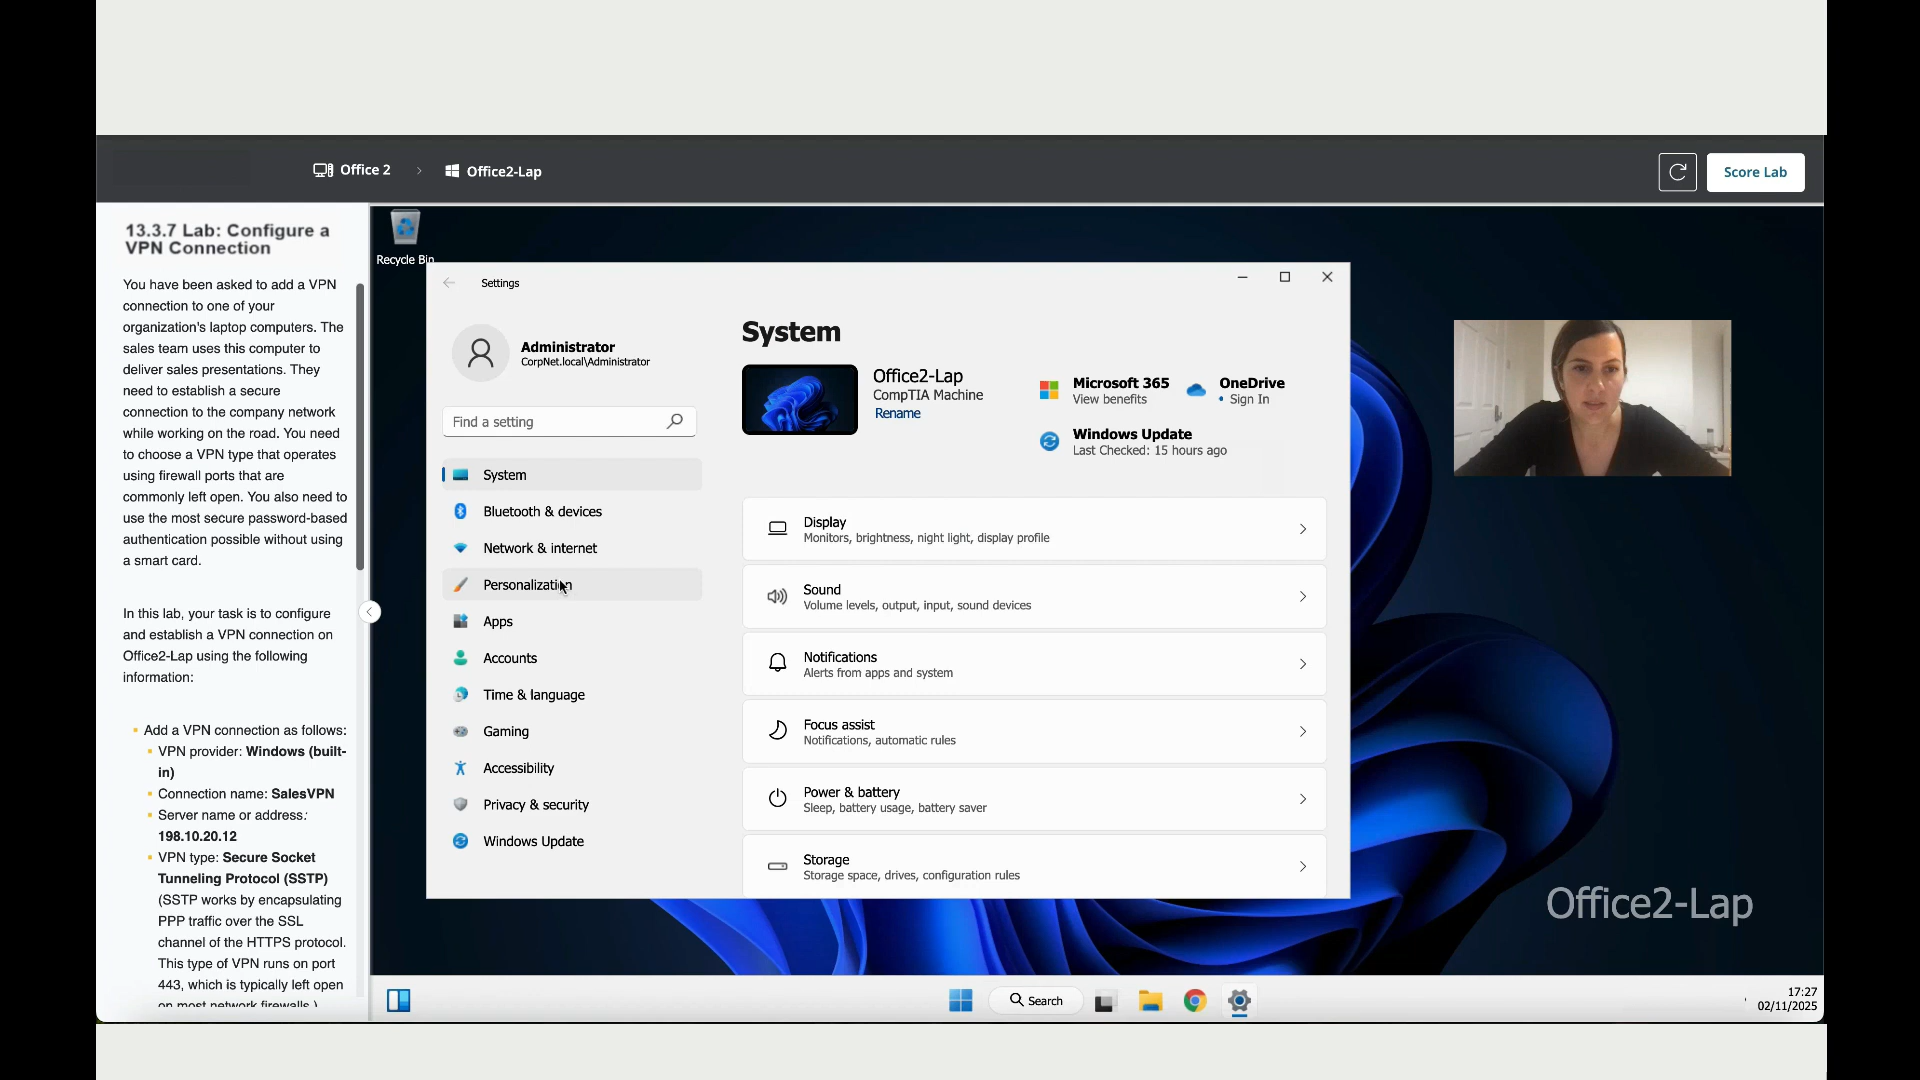 Office 2
Office2-Lap
Score Lab
13.3.7 Lab: Configure a
VPN Connection
You have been asked to add a VPN
connection to one of your
organization's laptop computers. The
sales team uses this computer to
deliver sales presentations. They
need to establish a secure
connection to the company network
while working on the road. You need
to choose a VPN type that operates
using firewall ports that are
commonly left open. You also need to
use the most secure password-based
authentication possible without using
a smart card.
In this lab, your task is to configure
and establish a VPN connection on
Office2-Lap using the following
information:
Add a VPN connection as follows:
VPN provider: Windows (built-
in)
Connection name: SalesVPN
Server name or address:
198.10.20.12
VPN type: Secure Socket
Tunneling Protocol (SSTP)
(SSTP works by encapsulating
PPP traffic over the SSL
channel of the HTTPS protocol.
This type of VPN runs on port
443, which is typically left open
on most network firewalls.)
Recycle Bin
Settings
Administrator
CorpNet.local\Administrator
Find a setting
System
Bluetooth & devices
Network & internet
Personalization
Apps
Accounts
Time & language
Gaming
Accessibility
Privacy & security
Windows Update
System
Office2-Lap
CompTIA Machine
Rename
Microsoft 365
View benefits
OneDrive
• Sign In
Windows Update
Last Checked: 15 hours ago
Display
Monitors, brightness, night light, display profile
Sound
Volume levels, output, input, sound devices
Notifications
Alerts from apps and system
Focus assist
Notifications, automatic rules
Power & battery
Sleep, battery usage, battery saver
Storage
Storage space, drives, configuration rules
Office2-Lap
Search
17:27
02/11/2025